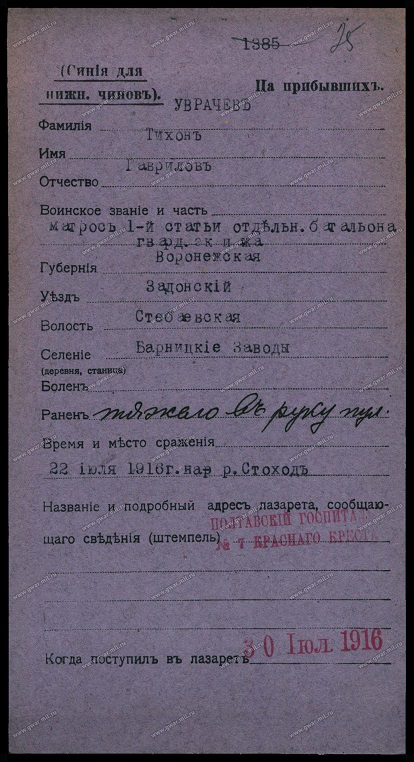 1385 25
(Синія для
нижн. чиновъ).
На прибывшихъ.
Фамилія УВРАЧЕВЪ
Имя Тихонъ
Отчество Гавриловъ
Воинское званіе и часть
матросъ 1-й статьи отдѣльн. батальона
гвард. экипажа
Губернія Воронежская
Уѣздъ Задонскій
Волость Стебаевская
Селеніе Барницкіе Заводы
(деревня, станица)
Боленъ
Раненъ тяжело въ руку пул.
Время и мѣсто сраженія
22 іюля 1916г. на р. Стоходъ
Названіе и подробный адресъ лазарета, сообщаю-
щаго свѣдѣнія (штемпель)
ПОЛТАВСКІЙ ГОСПИТА
№ 7 КРАСНАГО КРЕСТ
Когда поступилъ въ лазаретъ 30 Іюл. 1916